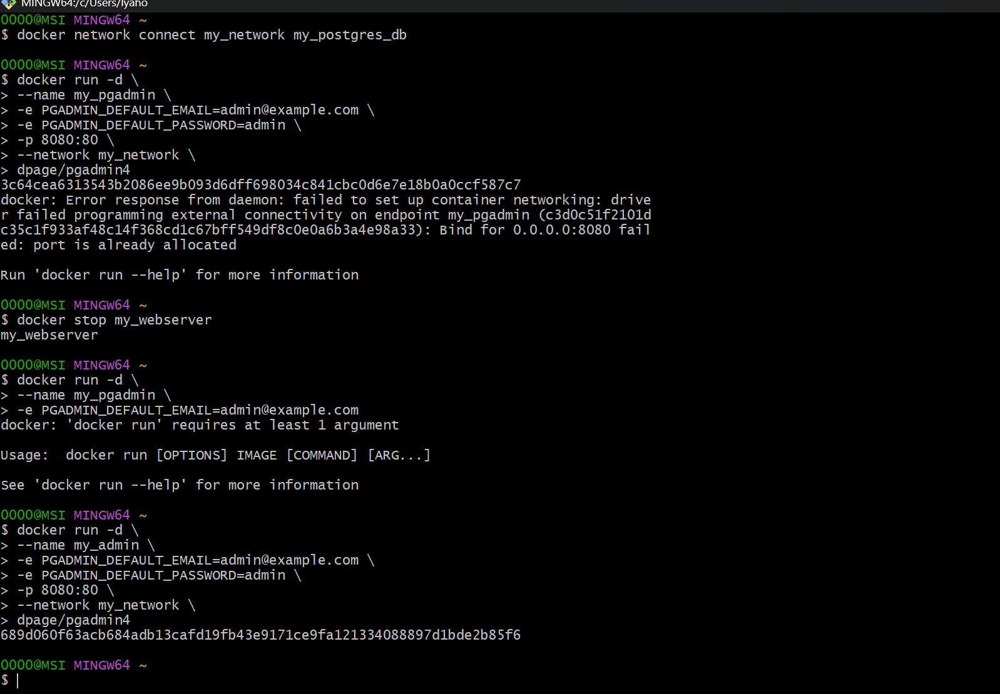 MINGW64:/c/Users/lyaho
OOOO@MSI MINGW64 ~
$ docker network connect my_network my_postgres_db
OOOO@MSI MINGW64 ~
$ docker run -d \
> --name my_pgadmin \
> -e PGADMIN_DEFAULT_EMAIL=admin@example.com \
> -e PGADMIN_DEFAULT_PASSWORD=admin \
> -p 8080:80 \
> --network my_network \
> dpage/pgadmin4
3c64cea6313543b2086ee9b093d6dff698034c841cbc0d6e7e18b0a0ccf587c7
docker: Error response from daemon: failed to set up container networking: drive
r failed programming external connectivity on endpoint my_pgadmin (c3d0c51f2101d
c35c1f933af48c14f368cd1c67bff549df8c0e0a6b3a4e98a33): Bind for 0.0.0.0:8080 fail
ed: port is already allocated
Run 'docker run --help' for more information
OOOO@MSI MINGW64 ~
$ docker stop my_webserver
my_webserver
OOOO@MSI MINGW64 ~
$ docker run -d \
> --name my_pgadmin \
> -e PGADMIN_DEFAULT_EMAIL=admin@example.com
docker: 'docker run' requires at least 1 argument
Usage:  docker run [OPTIONS] IMAGE [COMMAND] [ARG...]
See 'docker run --help' for more information
OOOO@MSI MINGW64 ~
$ docker run -d \
> --name my_admin \
> -e PGADMIN_DEFAULT_EMAIL=admin@example.com \
> -e PGADMIN_DEFAULT_PASSWORD=admin \
> -p 8080:80 \
> --network my_network \
> dpage/pgadmin4
689d060f63acb684adb13cafd19fb43e9171ce9fa121334088897d1bde2b85f6
OOOO@MSI MINGW64 ~
$